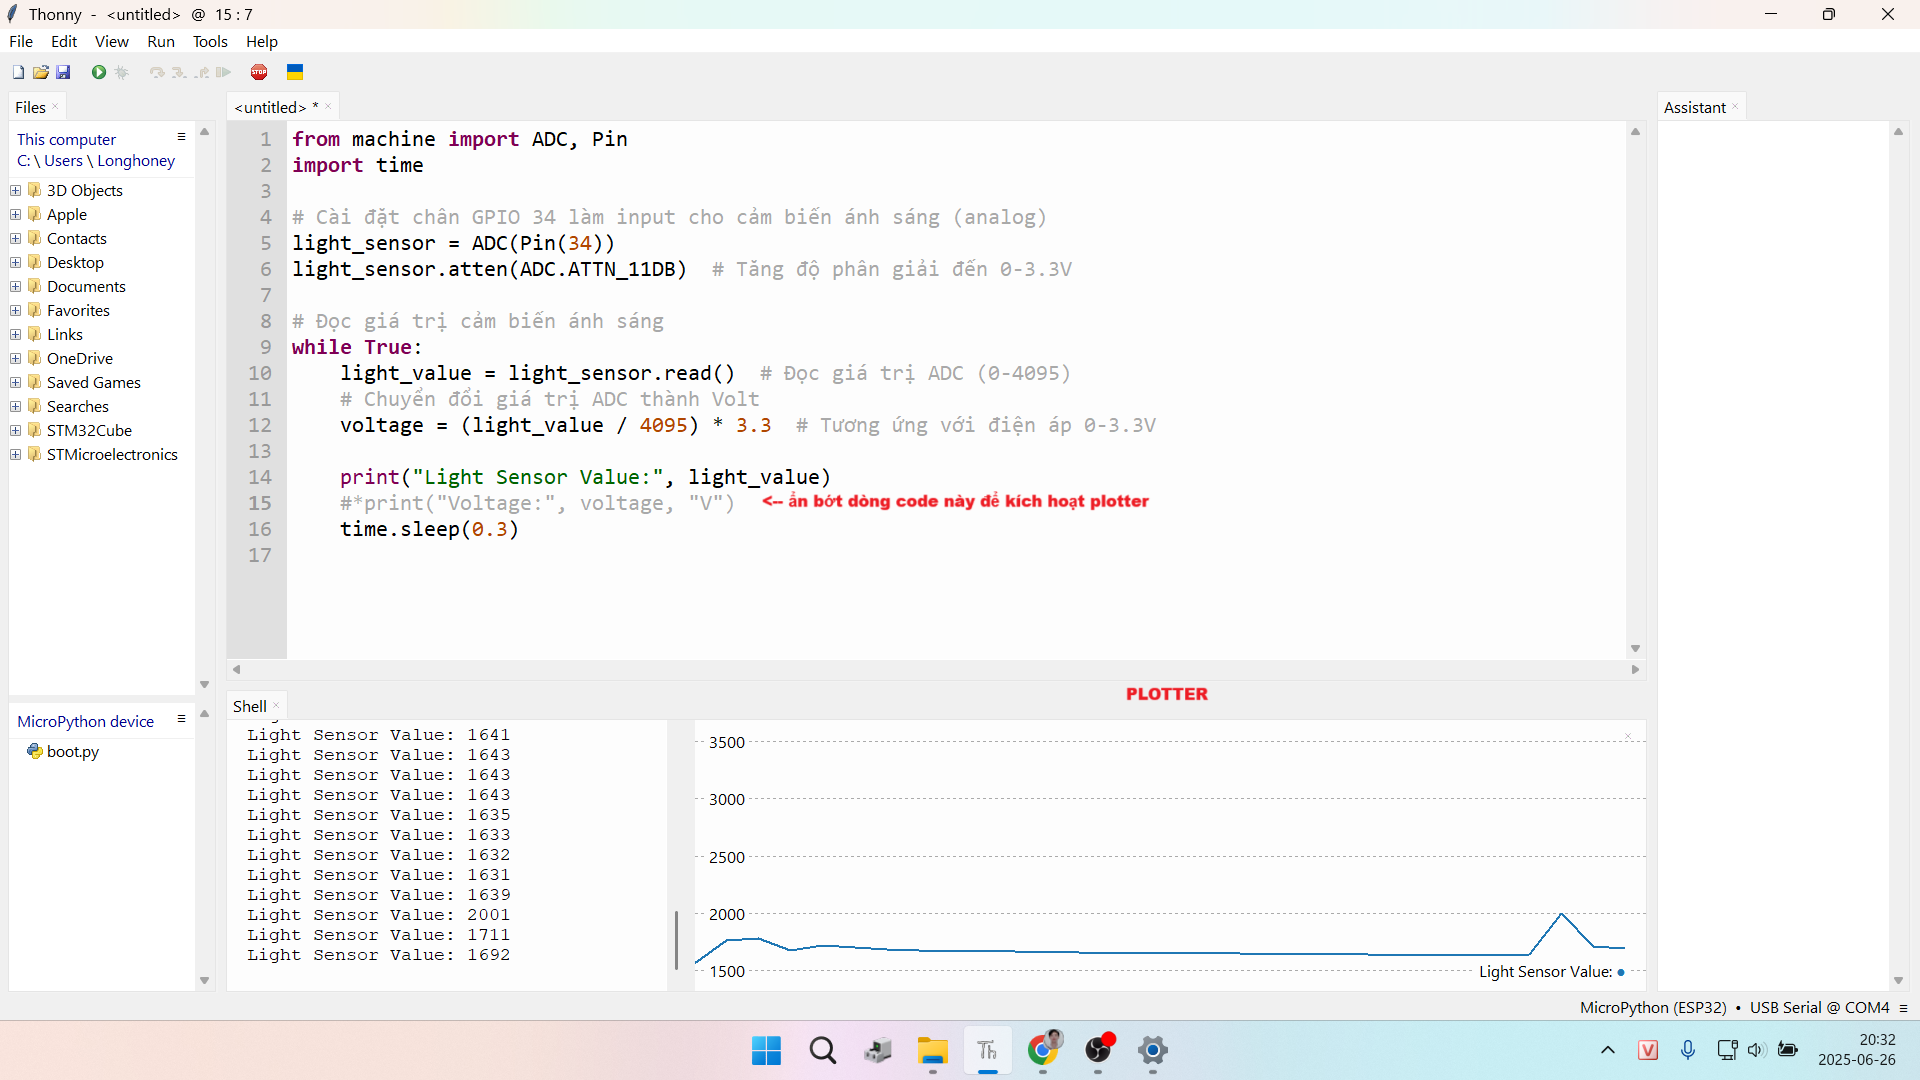 Thonny - <untitled> @ 15 : 7
File Edit View Run Tools Help
STOP
Files ×
This computer
C: \ Users \ Longhoney
3D Objects
Apple
Contacts
Desktop
Documents
Favorites
Links
OneDrive
Saved Games
Searches
STM32Cube
STMicroelectronics
MicroPython device
boot.py
<untitled> * ×
1 from machine import ADC, Pin
2 import time
3
4 # Cài đặt chân GPIO 34 làm input cho cảm biến ánh sáng (analog)
5 light_sensor = ADC(Pin(34))
6 light_sensor.atten(ADC.ATTN_11DB)  # Tăng độ phân giải đến 0-3.3V
7
8 # Đọc giá trị cảm biến ánh sáng
9 while True:
10     light_value = light_sensor.read()  # Đọc giá trị ADC (0-4095)
11     # Chuyển đổi giá trị ADC thành Volt
12     voltage = (light_value / 4095) * 3.3  # Tương ứng với điện áp 0-3.3V
13
14     print("Light Sensor Value:", light_value)
15     #*print("Voltage:", voltage, "V") <-- ẩn bớt dòng code này để kích hoạt plotter
16     time.sleep(0.3)
17
PLOTTER
Shell ×
Light Sensor Value: 1641
Light Sensor Value: 1643
Light Sensor Value: 1643
Light Sensor Value: 1643
Light Sensor Value: 1635
Light Sensor Value: 1633
Light Sensor Value: 1632
Light Sensor Value: 1631
Light Sensor Value: 1639
Light Sensor Value: 2001
Light Sensor Value: 1711
Light Sensor Value: 1692
3500
3000
2500
2000
1500
Light Sensor Value:
Assistant ×
MicroPython (ESP32) • USB Serial @ COM4 ≡
Th
V
20:32
2025-06-26